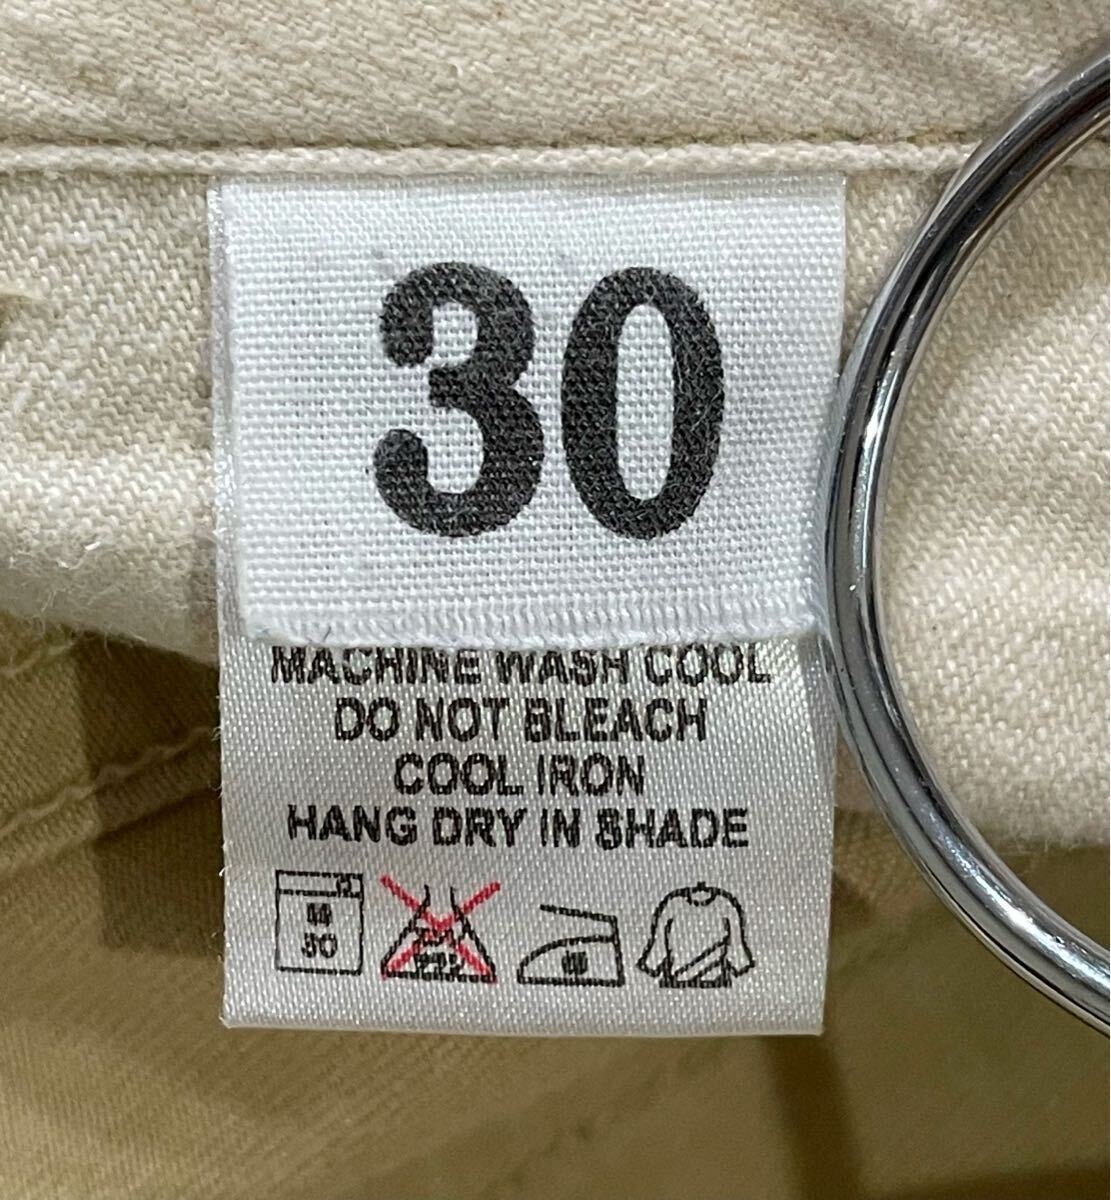 30
MACHINE WASH COOL
DO NOT BLEACH
COOL IRON
HANG DRY IN SHADE
30